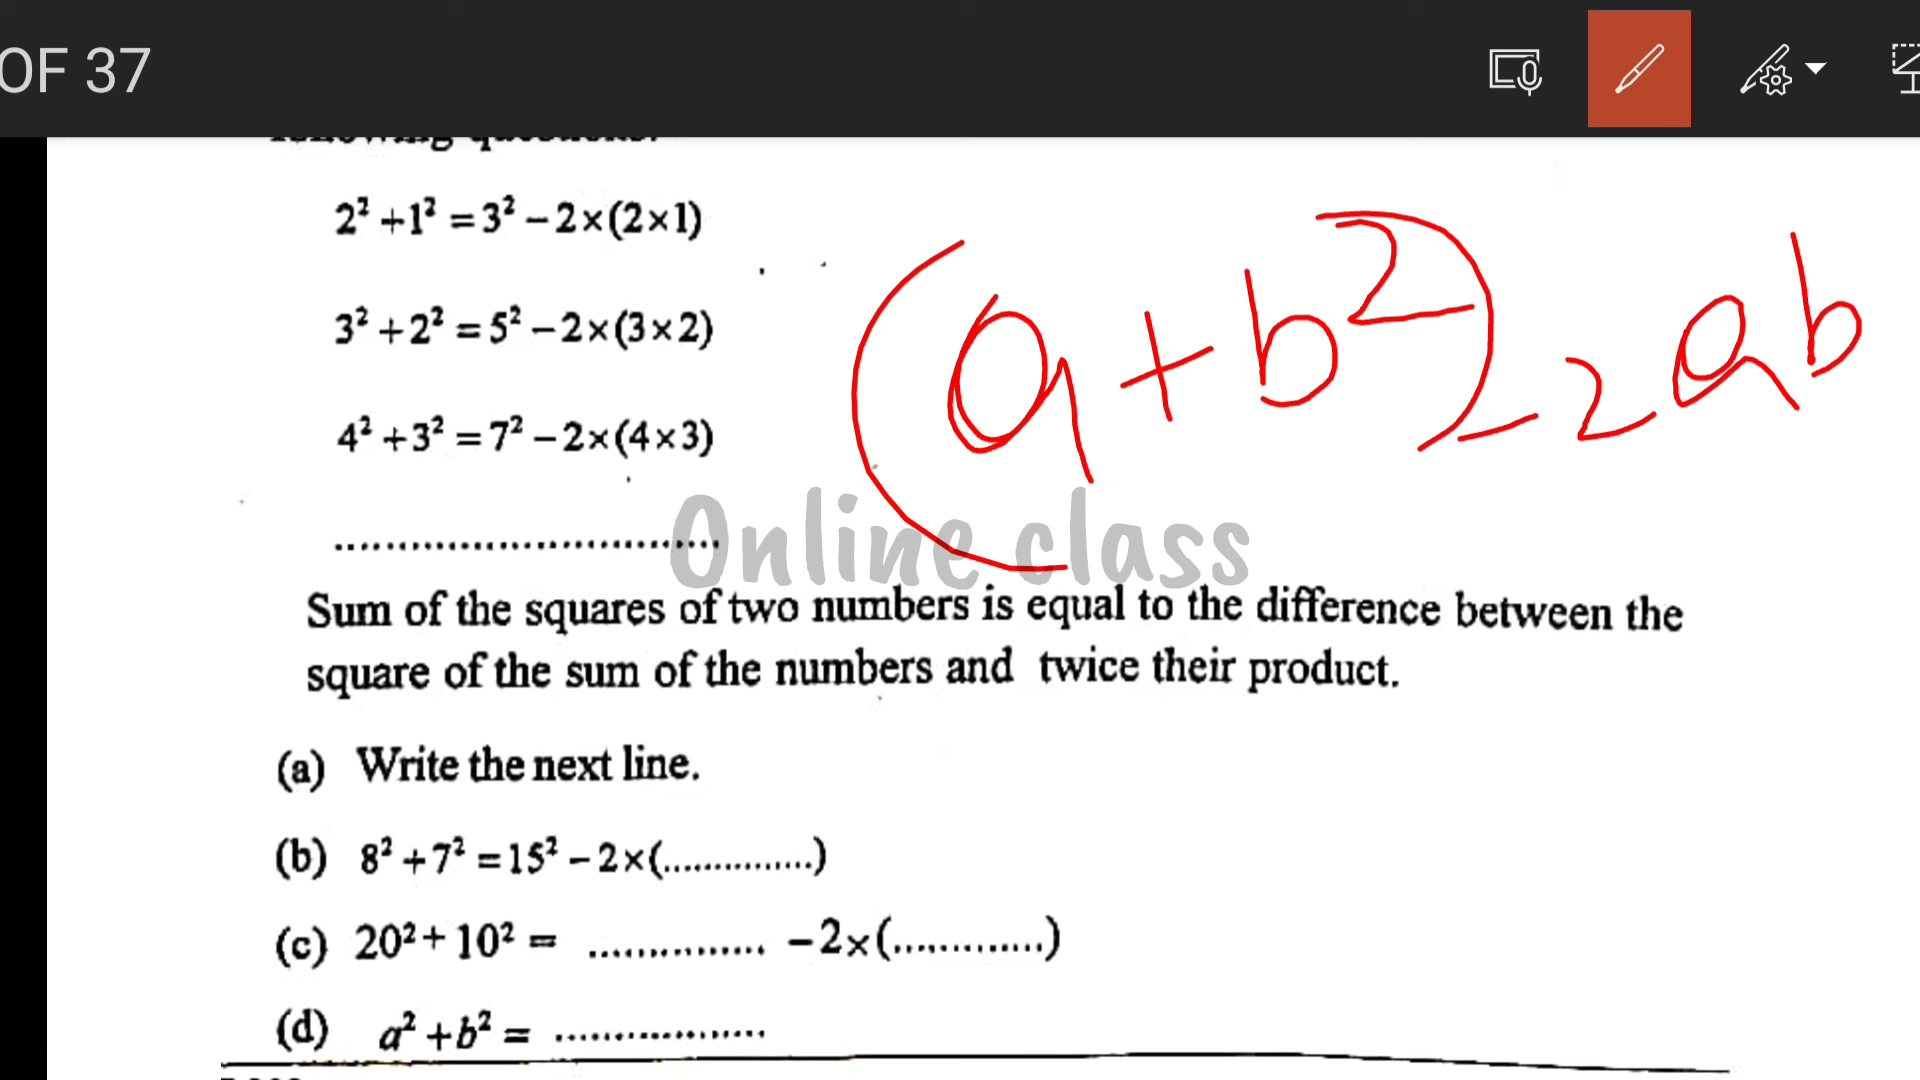 OF 37
following questions.
2² +1² = 3² – 2×(2×1)
3² + 2² = 5² – 2×(3×2)
4² +3² = 7² – 2×(4×3)
(a+b²) – 2ab
..............................
Online class
Sum of the squares of two numbers is equal to the difference between the
square of the sum of the numbers and twice their product.
(a) Write the next line.
(b) 8² +7² =15² – 2×(...............)
(c) 20²+ 10² = .............. –2×(.............)
(d) a² +b² = .................